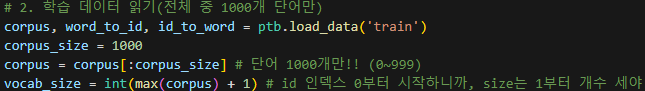 # 2. 학습 데이터 읽기(전체 중 1000개 단어만)
corpus, word_to_id, id_to_word = ptb.load_data('train')
corpus_size = 1000
corpus = corpus[:corpus_size] # 단어 1000개만!! (0~999)
vocab_size = int(max(corpus) + 1) # id 인덱스 0부터 시작하니까, size는 1부터 개수 세야